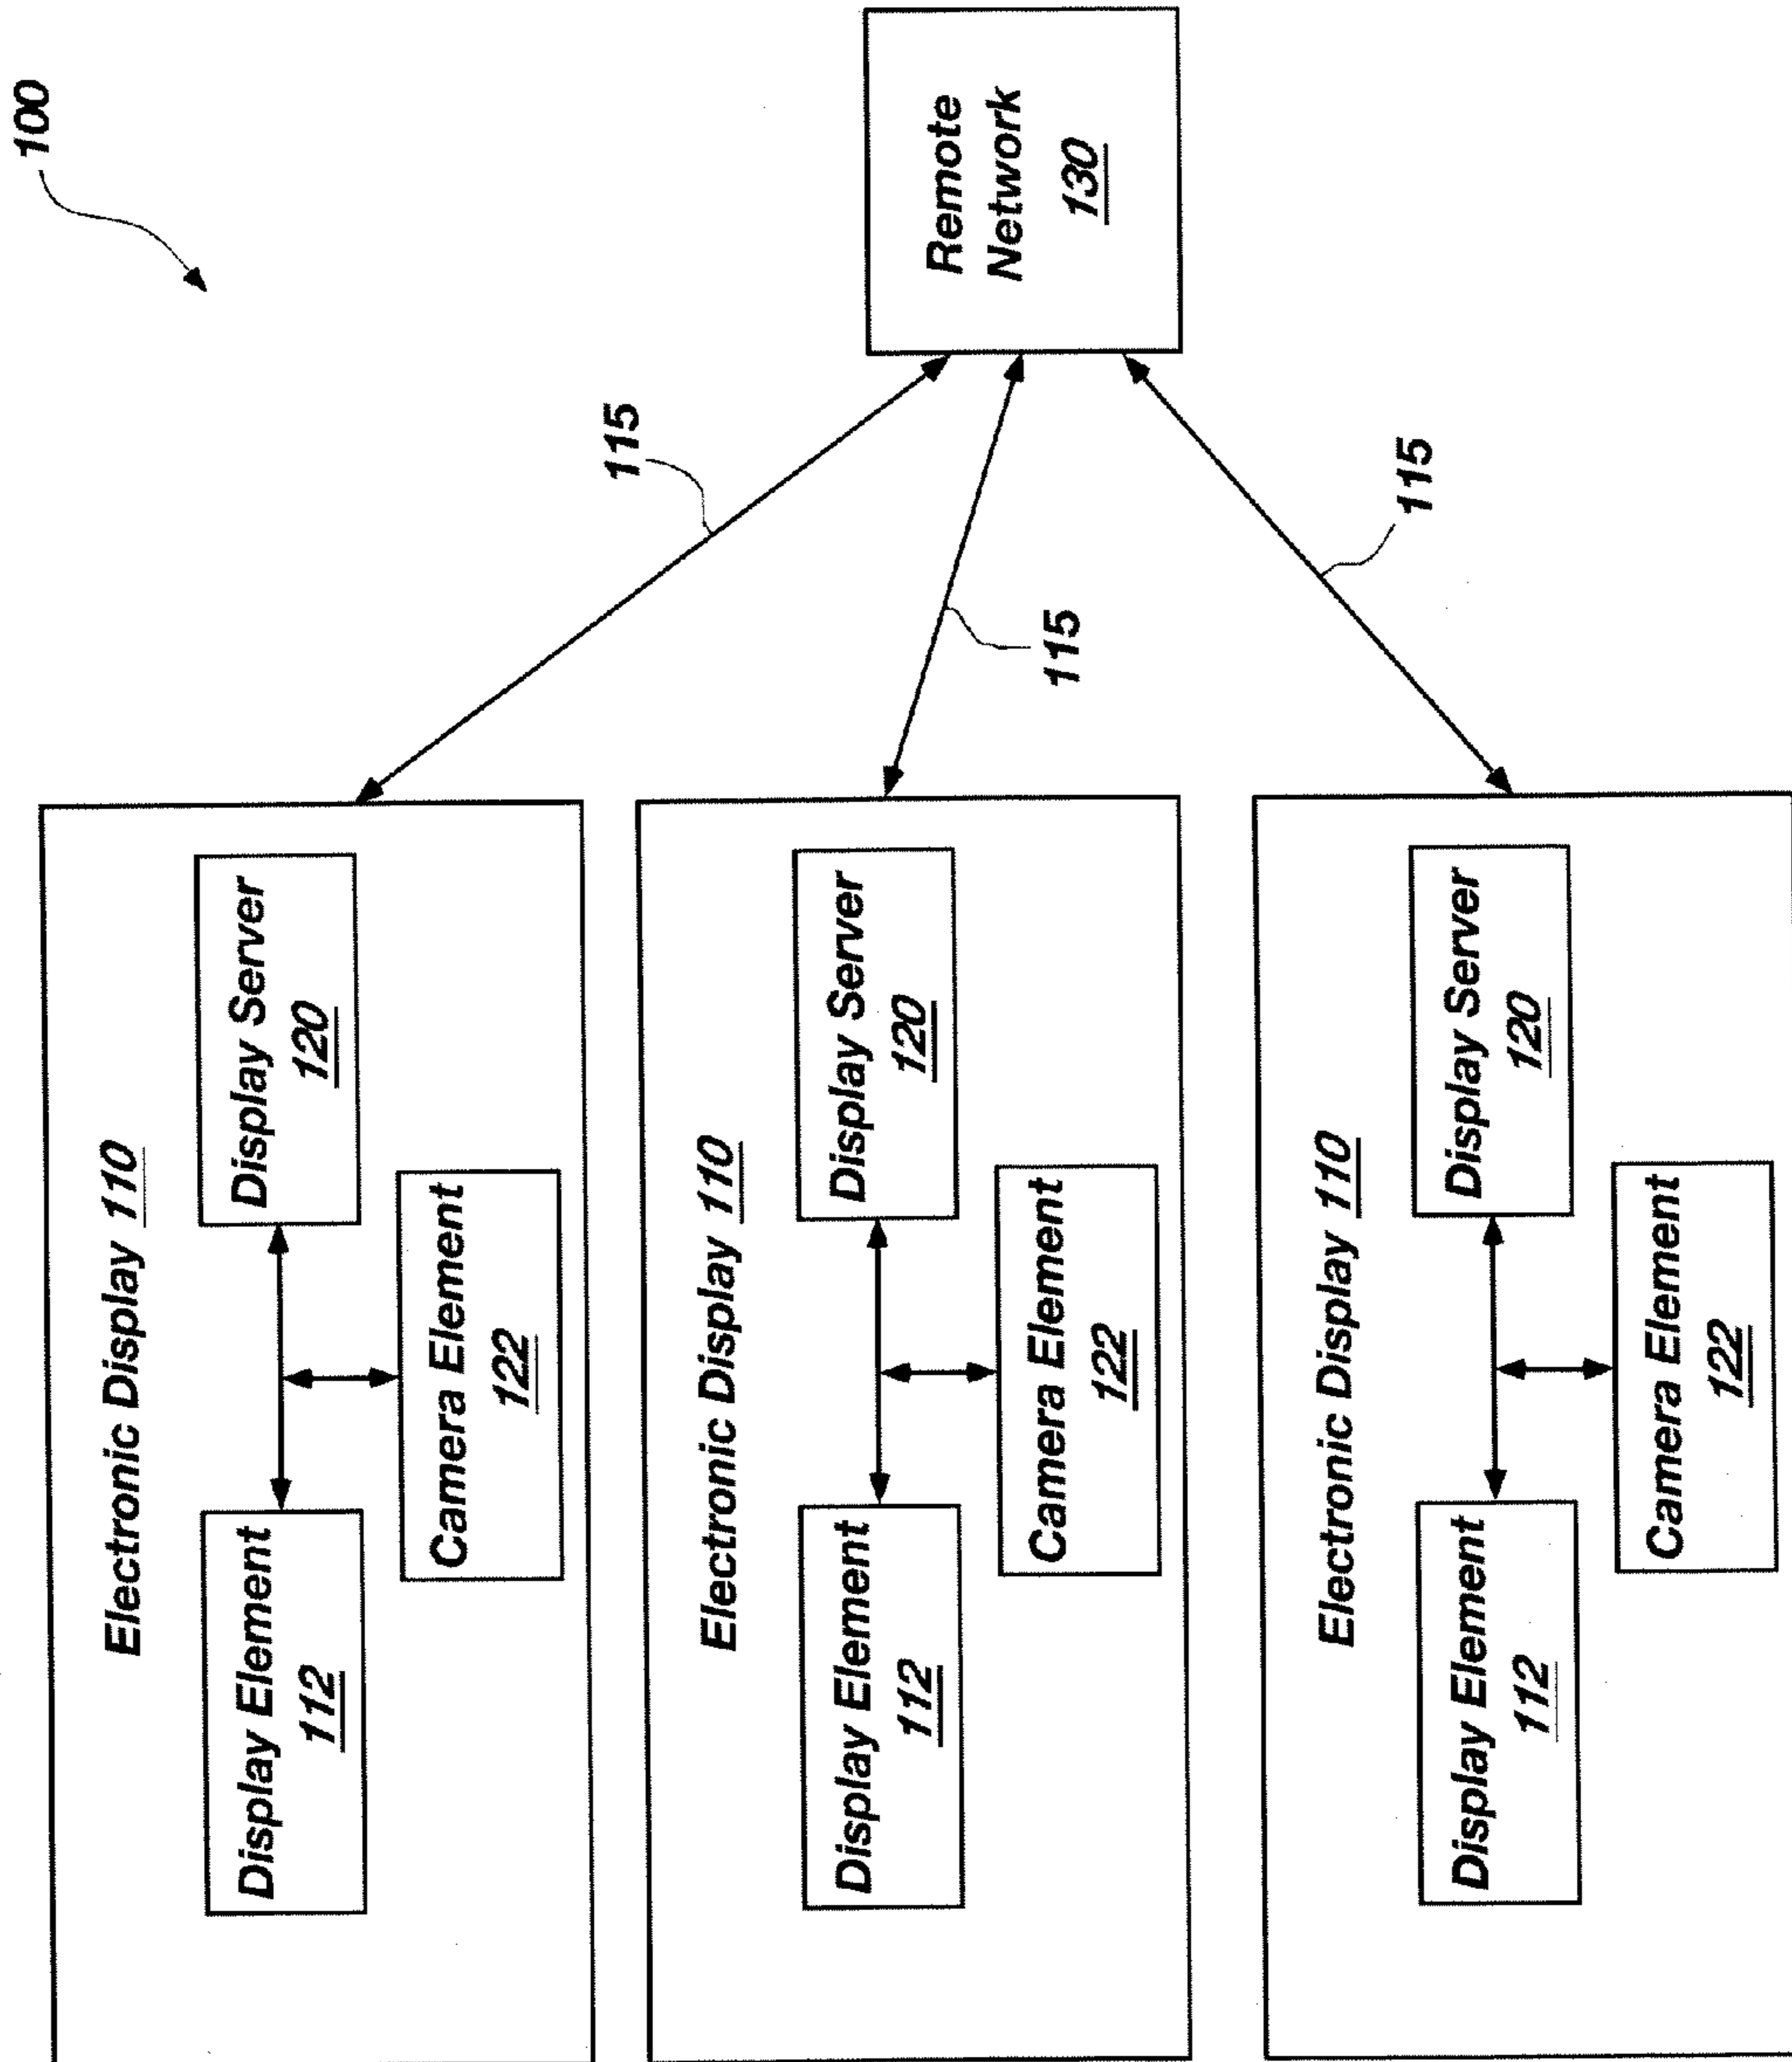 100
Electronic Display 110
Display Element
112
Display Server
120
Camera Element
122
115
Electronic Display 110
Display Element
112
Display Server
120
Camera Element
122
115
Remote
Network
130
Electronic Display 110
Display Element
112
Display Server
120
Camera Element
122
115